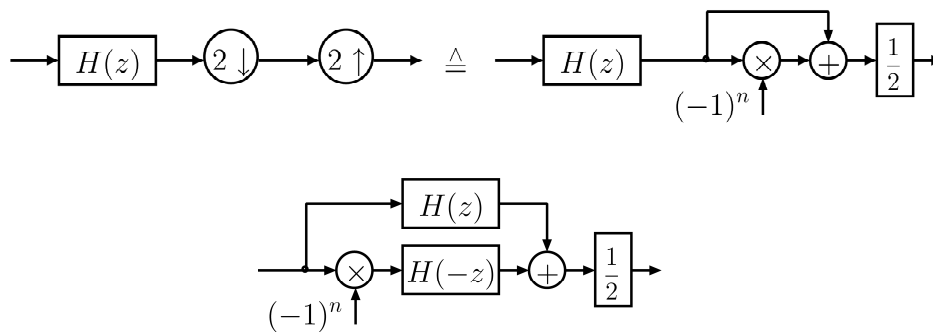 H(z) 2 ↓ 2 ↑ ≙ H(z) × + 1/2
(−1)ⁿ
H(z)
× H(−z) + 1/2
(−1)ⁿ